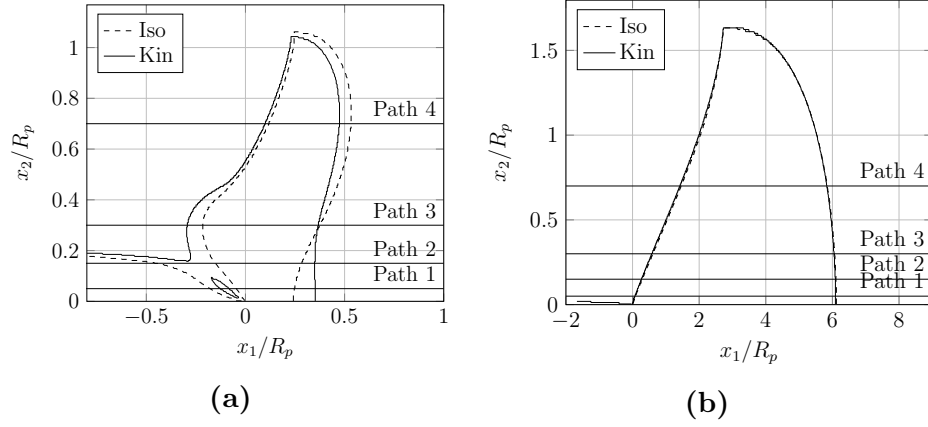 Iso
Kin
Path 4
Path 3
Path 2
Path 1
1
0.8
0.6
0.4
0.2
0
−0.5
0
0.5
1
x₂/Rₚ
x₁/Rₚ
(a)
Iso
Kin
Path 4
Path 3
Path 2
Path 1
1.5
1
0.5
0
−2
0
2
4
6
8
x₂/Rₚ
x₁/Rₚ
(b)